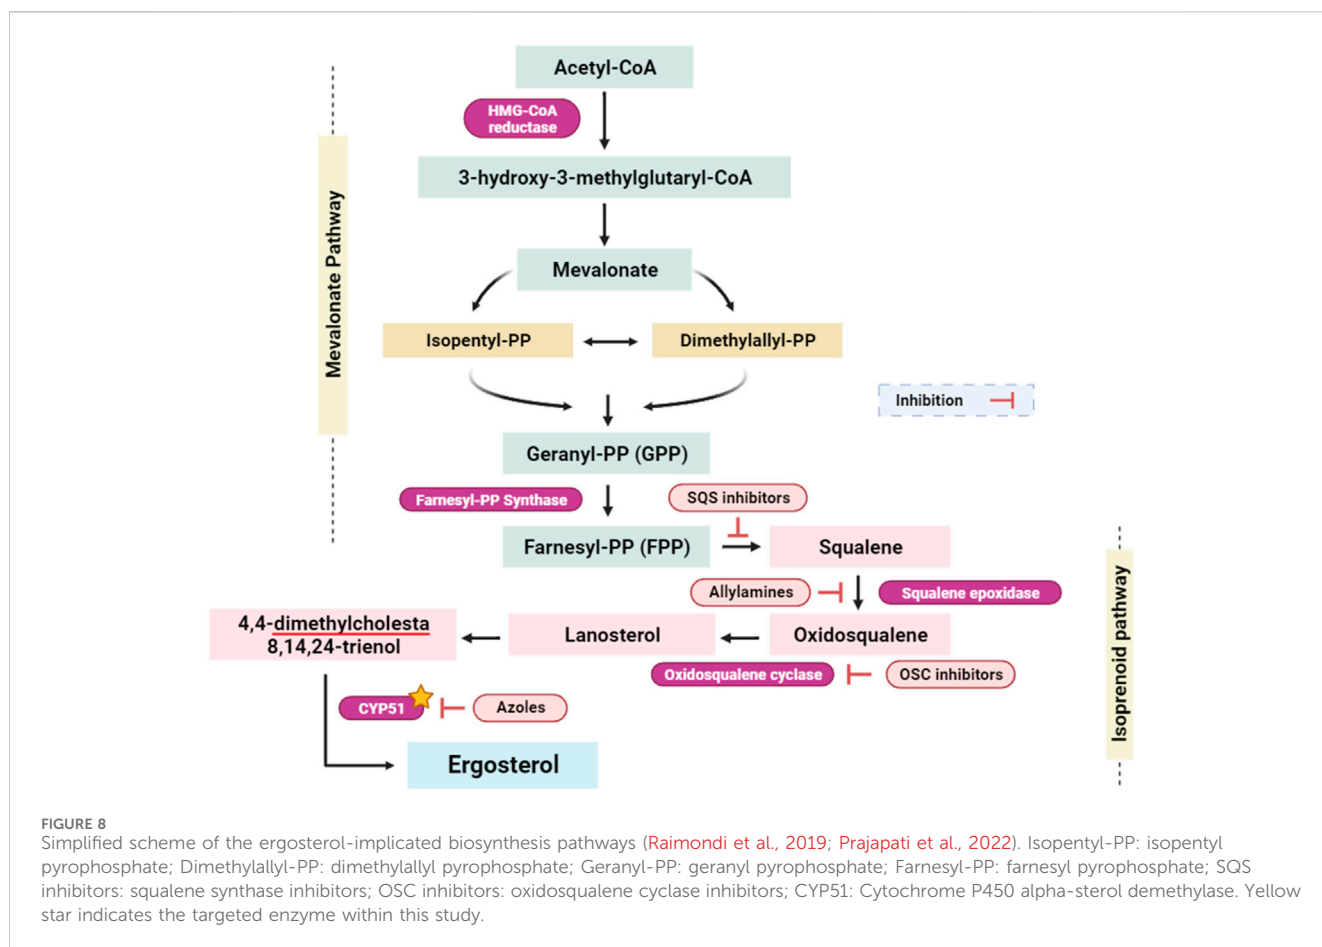 Acetyl-CoA
HMG-CoA
reductase
3-hydroxy-3-methylglutaryl-CoA
Mevalonate Pathway
Mevalonate
Isopentyl-PP
Dimethylallyl-PP
Inhibition
Geranyl-PP (GPP)
Farnesyl-PP Synthase
SQS inhibitors
Farnesyl-PP (FPP)
Squalene
Allylamines
Squalene epoxidase
4,4-dimethylcholesta
8,14,24-trienol
Lanosterol
Oxidosqualene
Isoprenoid pathway
Oxidosqualene cyclase
OSC inhibitors
CYP51
Azoles
Ergosterol
FIGURE 8
Simplified scheme of the ergosterol-implicated biosynthesis pathways (Raimondi et al., 2019; Prajapati et al., 2022). Isopentyl-PP: isopentyl
pyrophosphate; Dimethylallyl-PP: dimethylallyl pyrophosphate; Geranyl-PP: geranyl pyrophosphate; Farnesyl-PP: farnesyl pyrophosphate; SQS
inhibitors: squalene synthase inhibitors; OSC inhibitors: oxidosqualene cyclase inhibitors; CYP51: Cytochrome P450 alpha-sterol demethylase. Yellow
star indicates the targeted enzyme within this study.